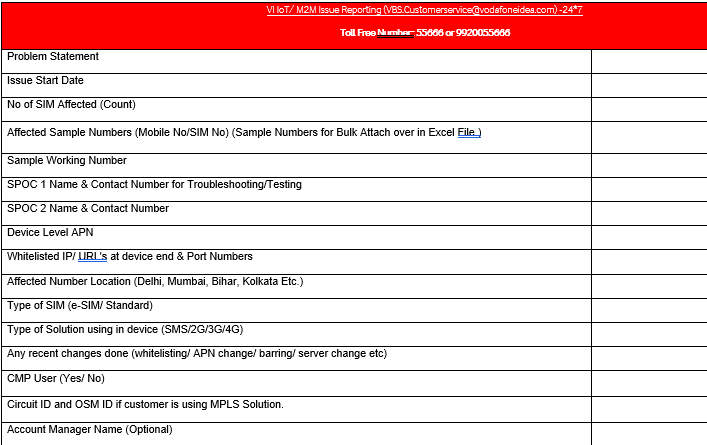 VI IoT/ M2M Issue Reporting (VBS.Customerservice@vodafoneidea.com) -24*7
Toll Free Number: 55666 or 9920055666
Problem Statement
Issue Start Date
No of SIM Affected (Count)
Affected Sample Numbers (Mobile No/SIM No) (Sample Numbers for Bulk Attach over in Excel File.)
Sample Working Number
SPOC 1 Name & Contact Number for Troubleshooting/Testing
SPOC 2 Name & Contact Number
Device Level APN
Whitelisted IP/ URL's at device end & Port Numbers
Affected Number Location (Delhi, Mumbai, Bihar, Kolkata Etc.)
Type of SIM (e-SIM/ Standard)
Type of Solution using in device (SMS/2G/3G/4G)
Any recent changes done (whitelisting/ APN change/ barring/ server change etc)
CMP User (Yes/ No)
Circuit ID and OSM ID if customer is using MPLS Solution.
Account Manager Name (Optional)